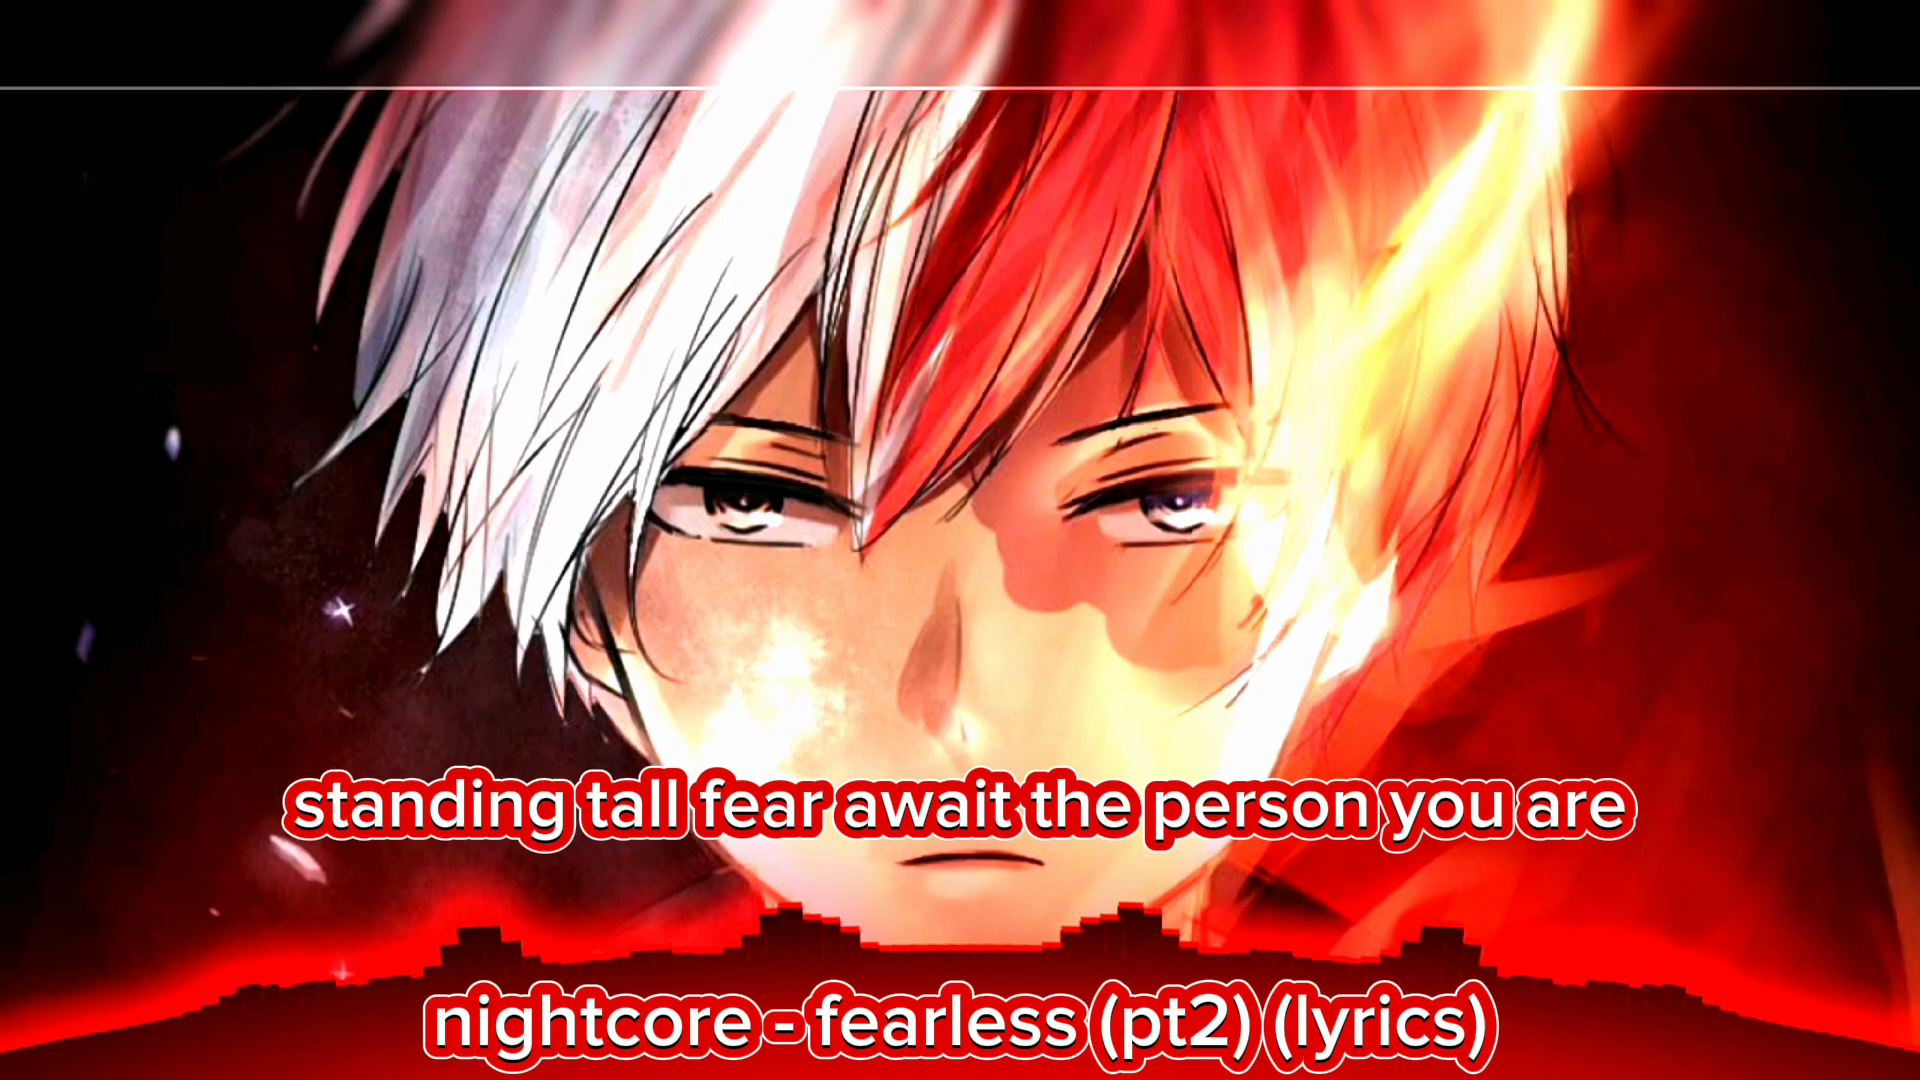 standing tall fear await the person you are
nightcore - fearless (pt2) (lyrics)